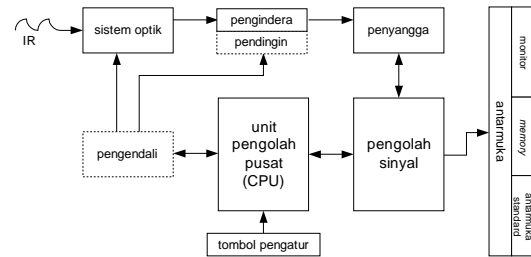 IR
sistem optik
pengindera
pendingin
penyangga
pengendali
unit
pengolah
pusat
(CPU)
pengolah
sinyal
tombol pengatur
antarmuka
monitor
memory
antarmuka
standard